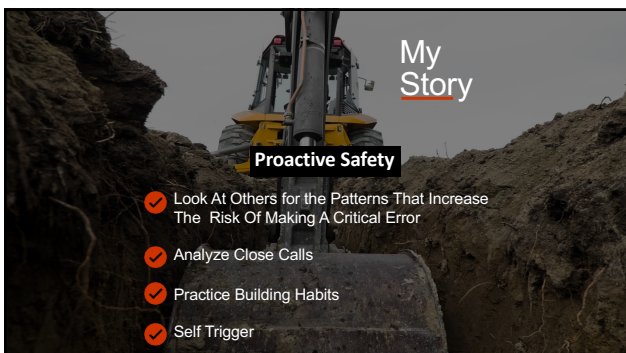 My
Story
Proactive Safety
Look At Others for the Patterns That Increase
The Risk Of Making A Critical Error
Analyze Close Calls
Practice Building Habits
Self Trigger